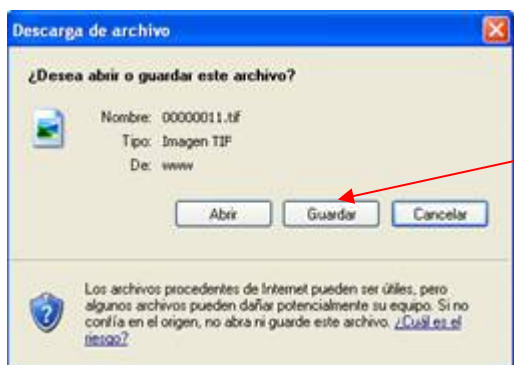 Descarga de archivo
¿Desea abrir o guardar este archivo?
Nombre: 00000011.tif
Tipo: Imagen TIF
De: www
Abrir Guardar Cancelar
Los archivos procedentes de Internet pueden ser útiles, pero
algunos archivos pueden dañar potencialmente su equipo. Si no
confía en el origen, no abra ni guarde este archivo. ¿Cuál es el
riesgo?